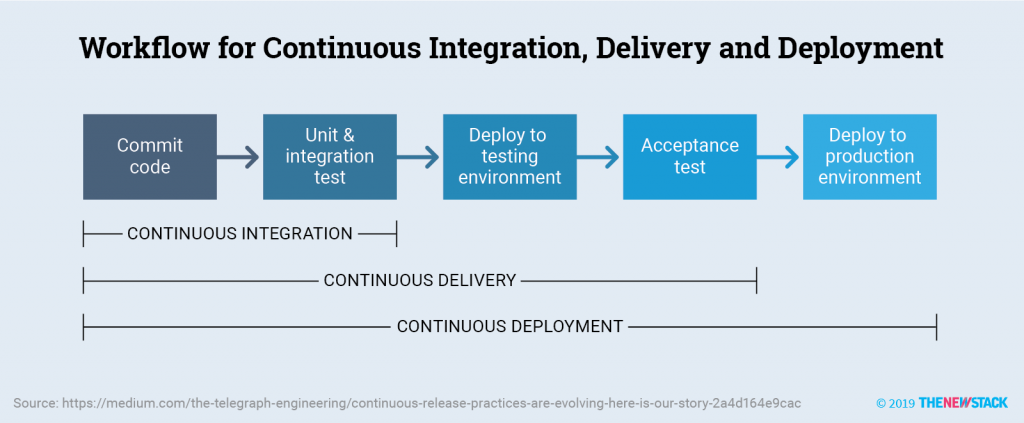 Workflow for Continuous Integration, Delivery and Deployment
Commit
code
Unit &
integration
test
Deploy to
testing
environment
Acceptance
test
Deploy to
production
environment
CONTINUOUS INTEGRATION
CONTINUOUS DELIVERY
CONTINUOUS DEPLOYMENT
Source: https://medium.com/the-telegraph-engineering/continuous-release-practices-are-evolving-here-is-our-story-2a4d164e9cac
© 2019 THENEWSTACK